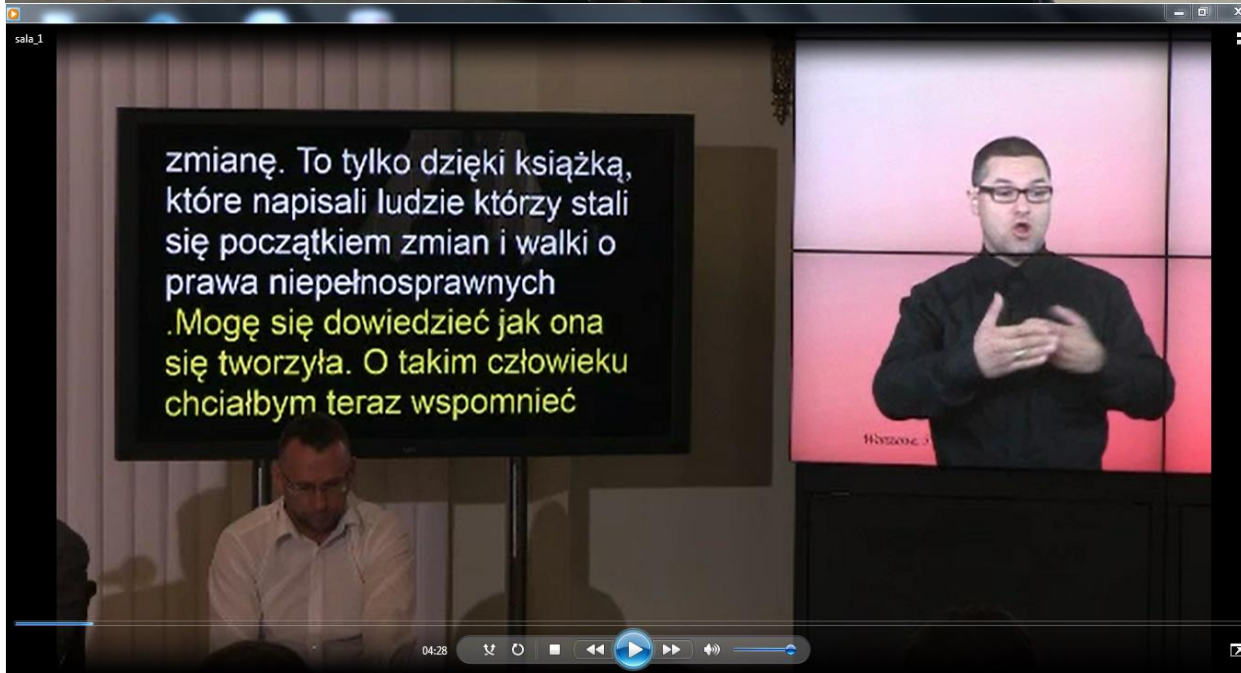 sala_1
zmianę. To tylko dzięki książką,
które napisali ludzie którzy stali
się początkiem zmian i walki o
prawa niepełnosprawnych
.Mogę się dowiedzieć jak ona
się tworzyła. O takim człowieku
chciałbym teraz wspomnieć
04:28